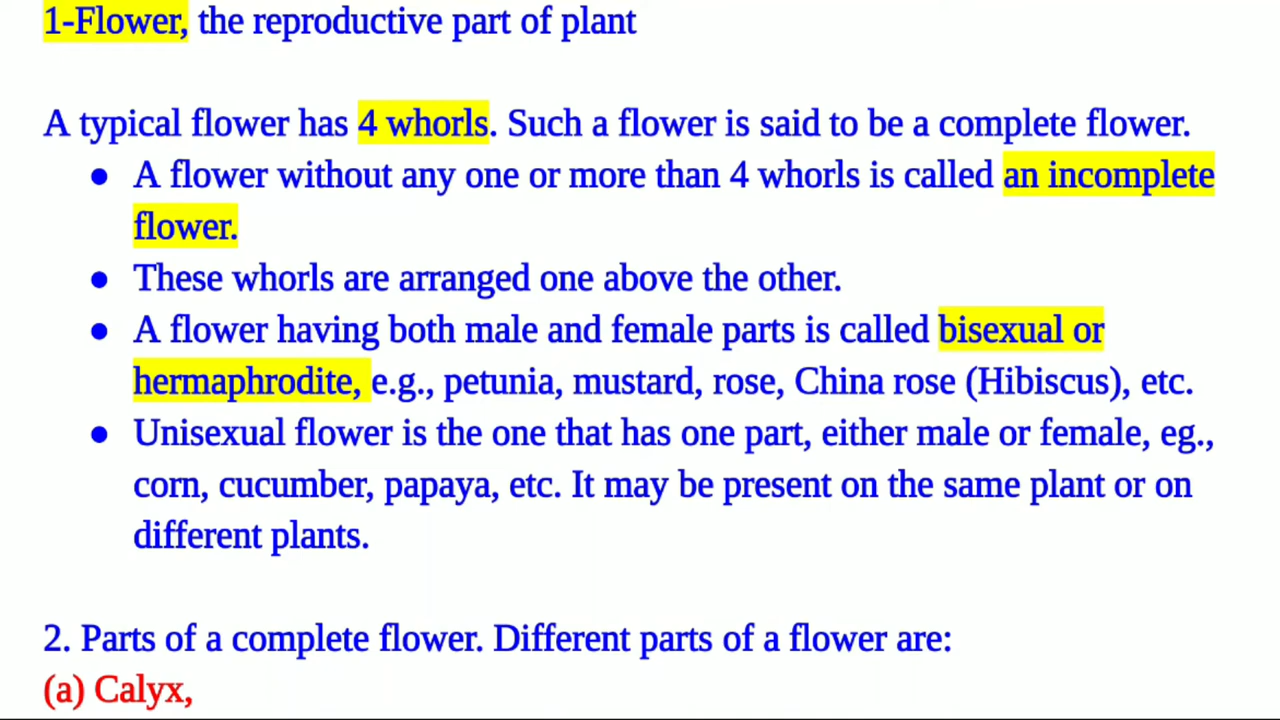 1-Flower, the reproductive part of plant
A typical flower has 4 whorls. Such a flower is said to be a complete flower.
● A flower without any one or more than 4 whorls is called an incomplete
flower.
● These whorls are arranged one above the other.
● A flower having both male and female parts is called bisexual or
hermaphrodite, e.g., petunia, mustard, rose, China rose (Hibiscus), etc.
● Unisexual flower is the one that has one part, either male or female, eg.,
corn, cucumber, papaya, etc. It may be present on the same plant or on
different plants.
2. Parts of a complete flower. Different parts of a flower are:
(a) Calyx,